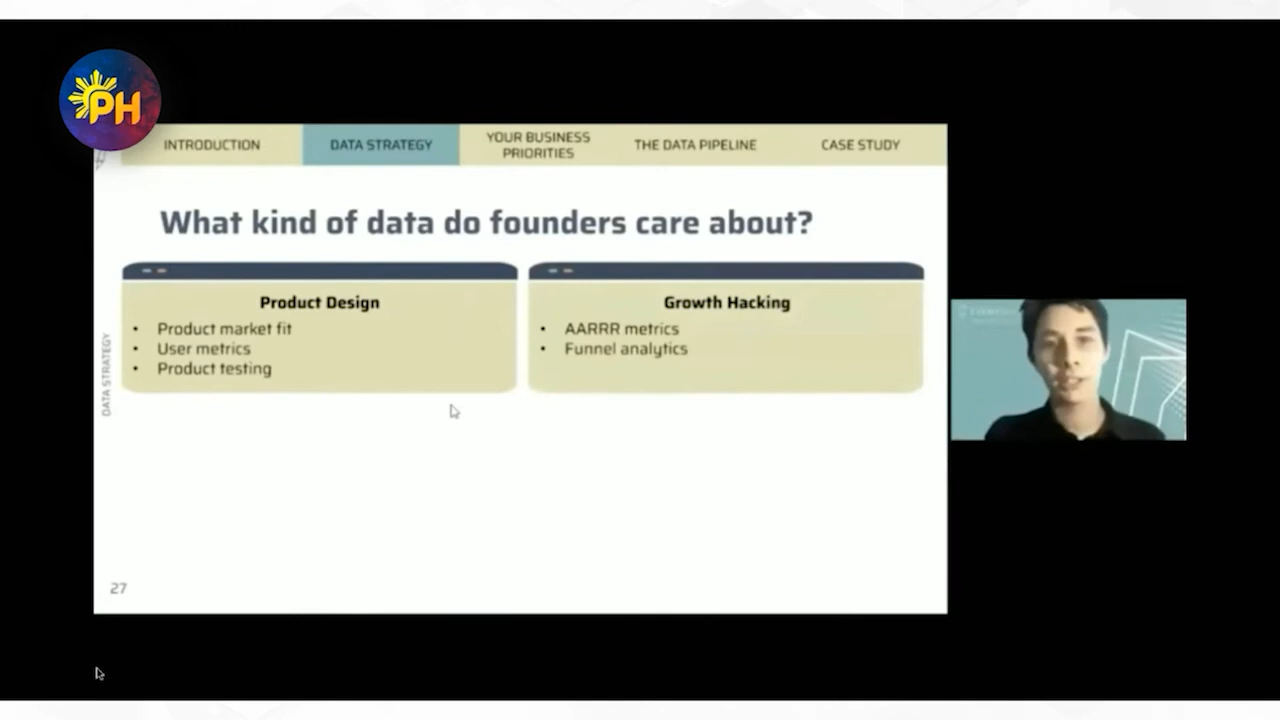 PH
INTRODUCTION
DATA STRATEGY
YOUR BUSINESS
PRIORITIES
THE DATA PIPELINE
CASE STUDY
What kind of data do founders care about?
Product Design
• Product market fit
• User metrics
• Product testing
Growth Hacking
• AARRR metrics
• Funnel analytics
DATA STRATEGY
27